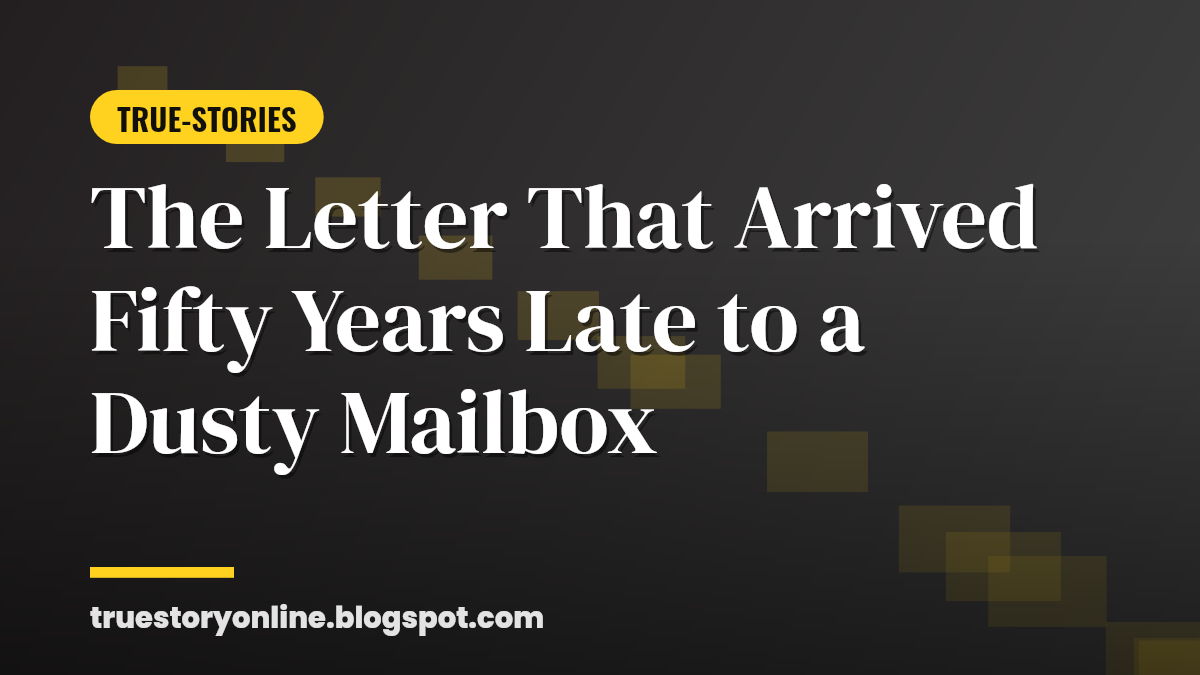 TRUE-STORIES
The Letter That Arrived
Fifty Years Late to a
Dusty Mailbox
truestoryonline.blogspot.com